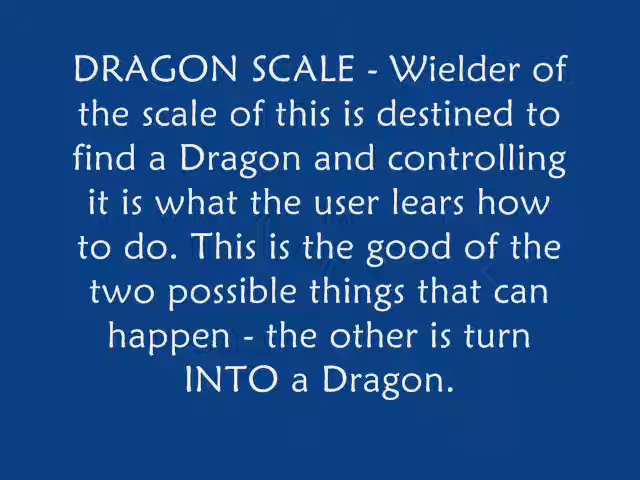 DRAGON SCALE - Wielder of
the scale of this is destined to
find a Dragon and controlling
it is what the user lears how
to do. This is the good of the
two possible things that can
happen - the other is turn
INTO a Dragon.